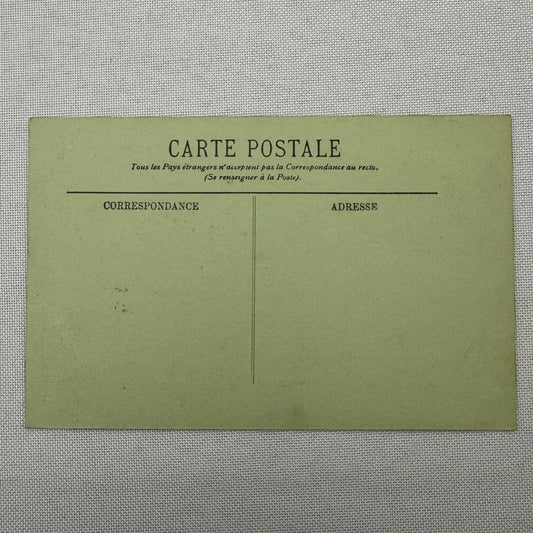 CARTE POSTALE
Tous les Pays étrangers n'acceptent pas la Correspondance au recto.
(Se renseigner à la Poste).
CORRESPONDANCE
ADRESSE